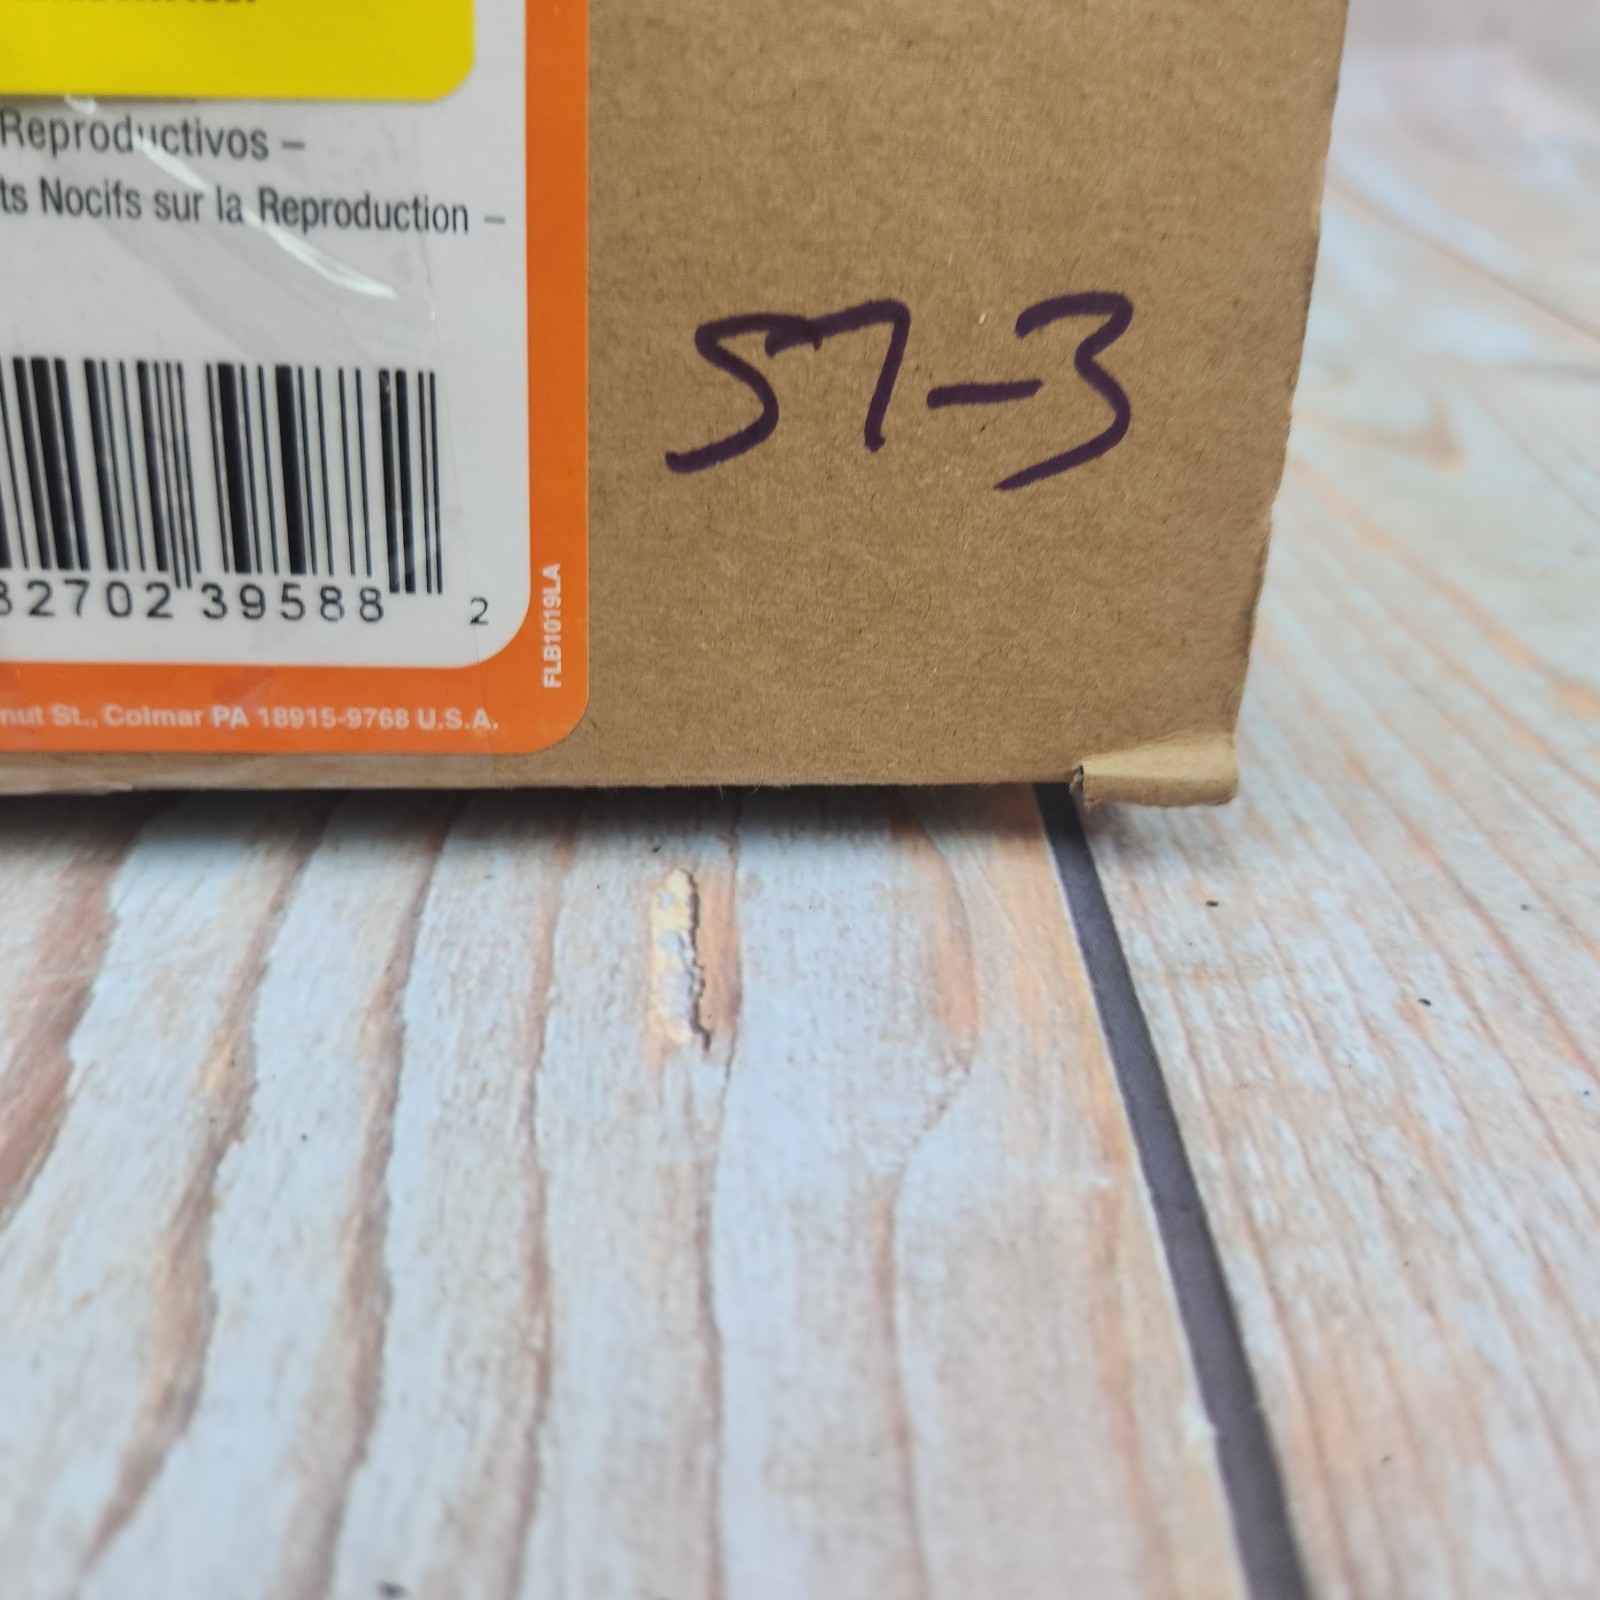 Reproductivos –
ts Nocifs sur la Reproduction –
57-3
82702 39588 2
FLB1019LA
nut St., Colmar PA 18915-9768 U.S.A.